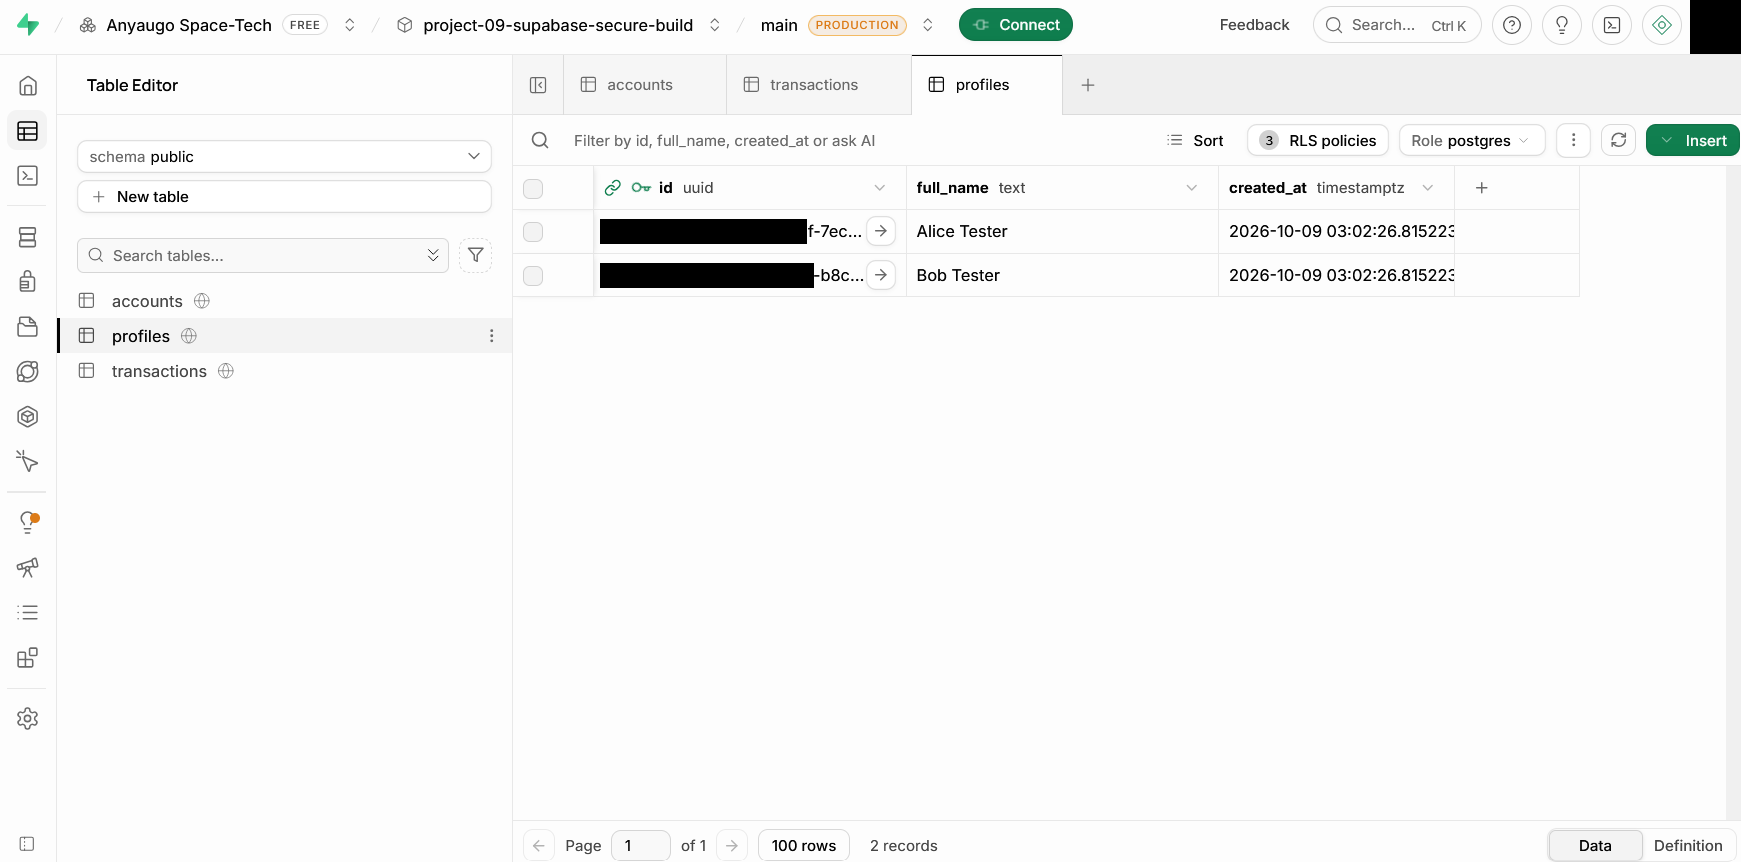 Anyaugo Space-Tech FREE project-09-supabase-secure-build main PRODUCTION Connect Feedback Search... Ctrl K
Table Editor
accounts transactions profiles
schema public
Filter by id, full_name, created_at or ask AI Sort 3 RLS policies Role postgres Insert
New table
id uuid full_name text created_at timestamptz
f-7ec... Alice Tester 2026-10-09 03:02:26.815223
-b8c... Bob Tester 2026-10-09 03:02:26.815223
Search tables...
accounts
profiles
transactions
Page 1 of 1 100 rows 2 records Data Definition